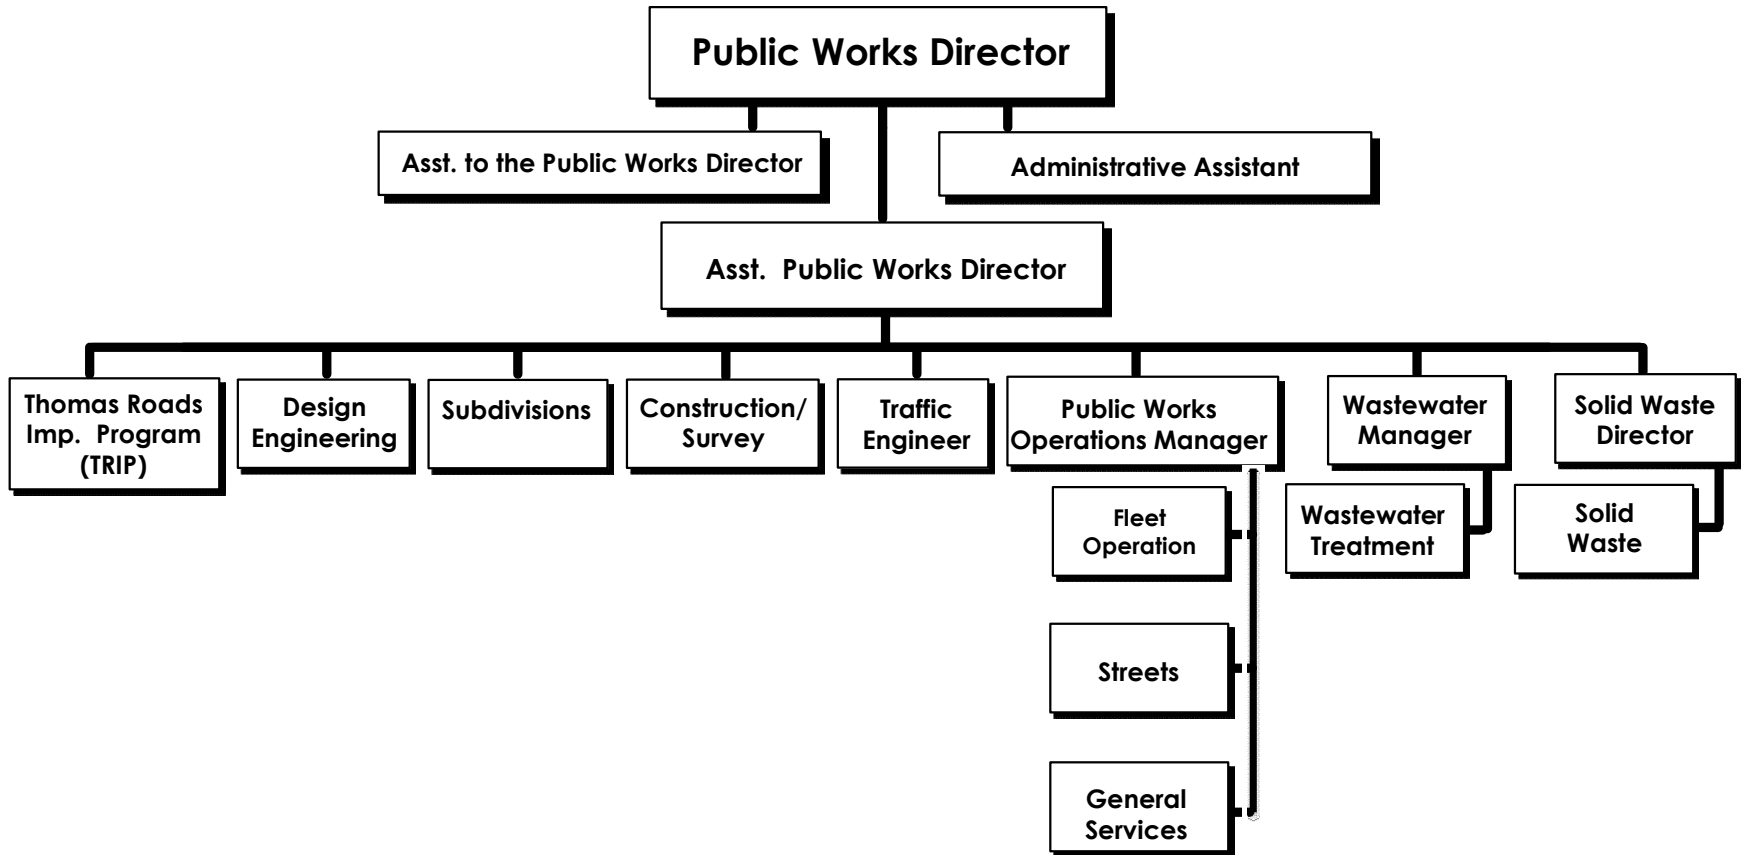 Public Works Director
Asst. to the Public Works Director
Administrative Assistant
Asst. Public Works Director
Thomas Roads
Imp. Program
(TRIP)
Design
Engineering
Subdivisions
Construction/
Survey
Traffic
Engineer
Public Works
Operations Manager
Wastewater
Manager
Solid Waste
Director
Fleet
Operation
Wastewater
Treatment
Solid
Waste
Streets
General
Services